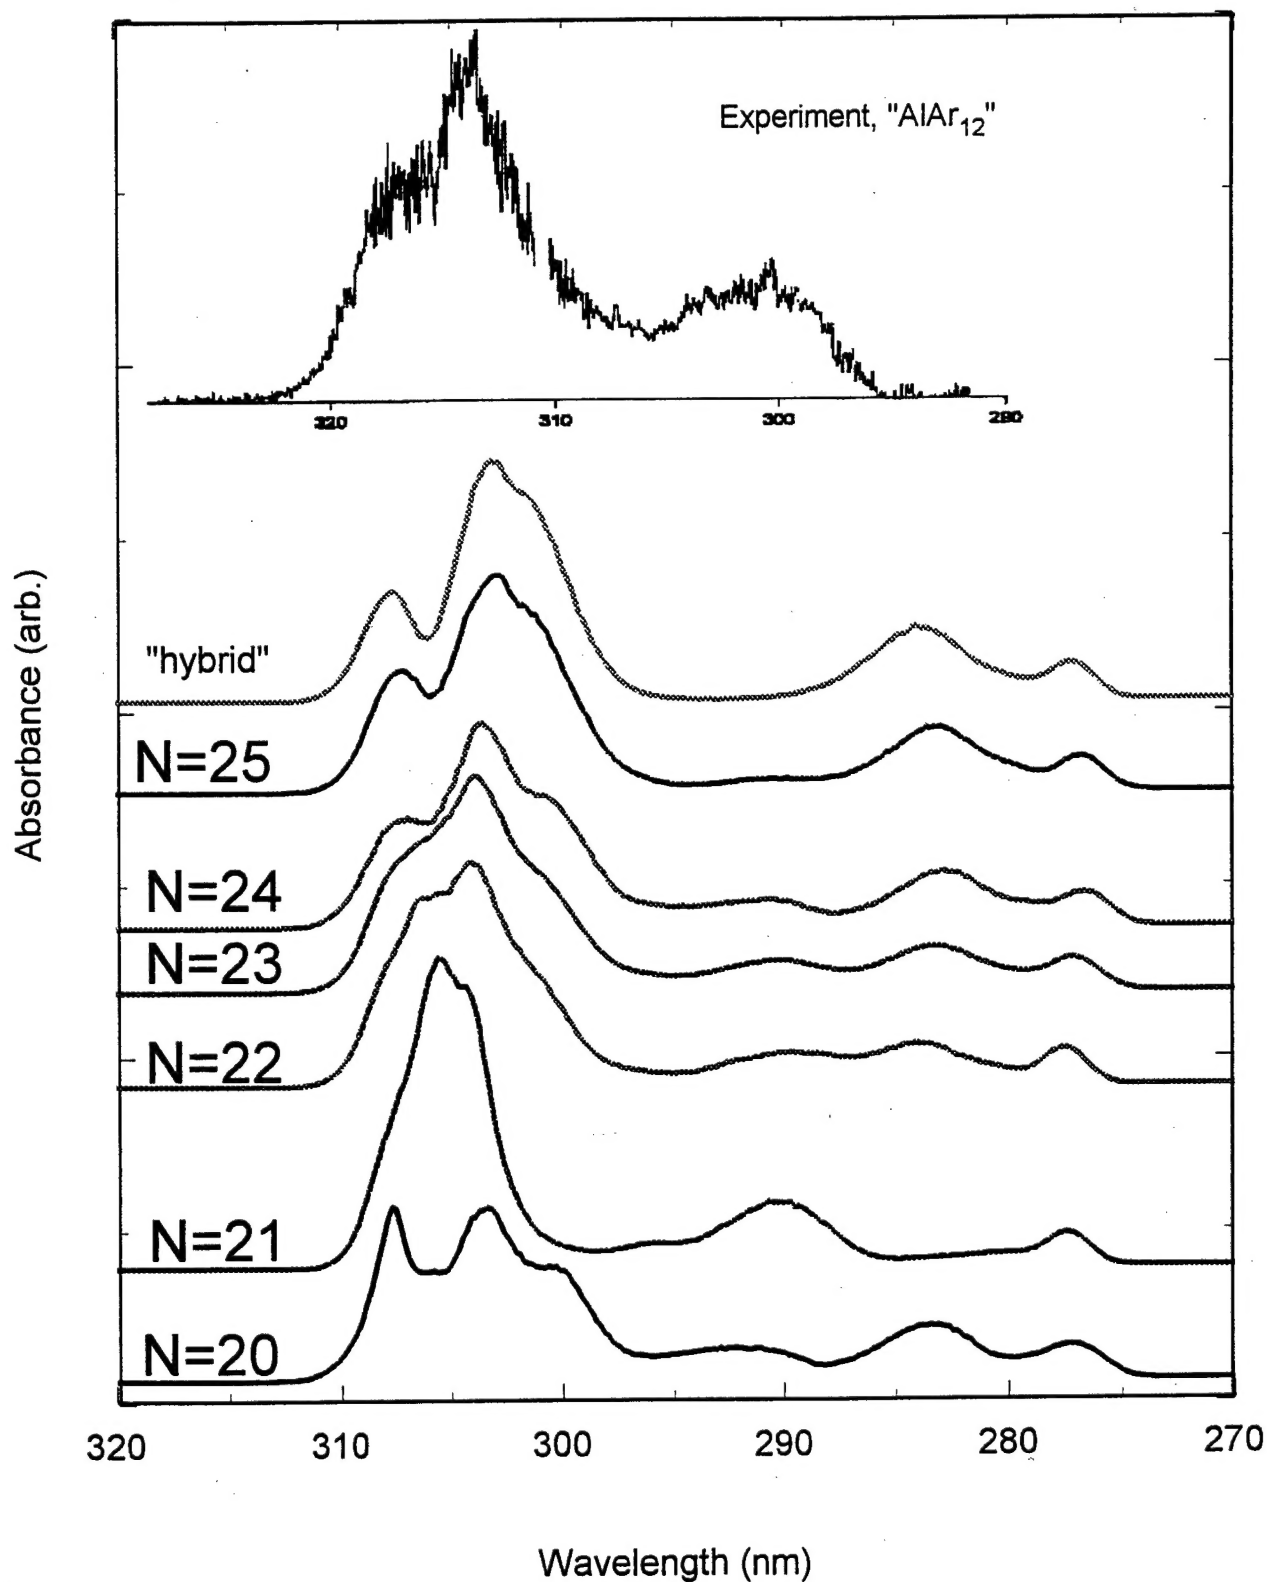 Experiment, "AlAr12"
320 310 300 280
Absorbance (arb.)
"hybrid"
N=25
N=24
N=23
N=22
N=21
N=20
320 310 300 290 280 270
Wavelength (nm)